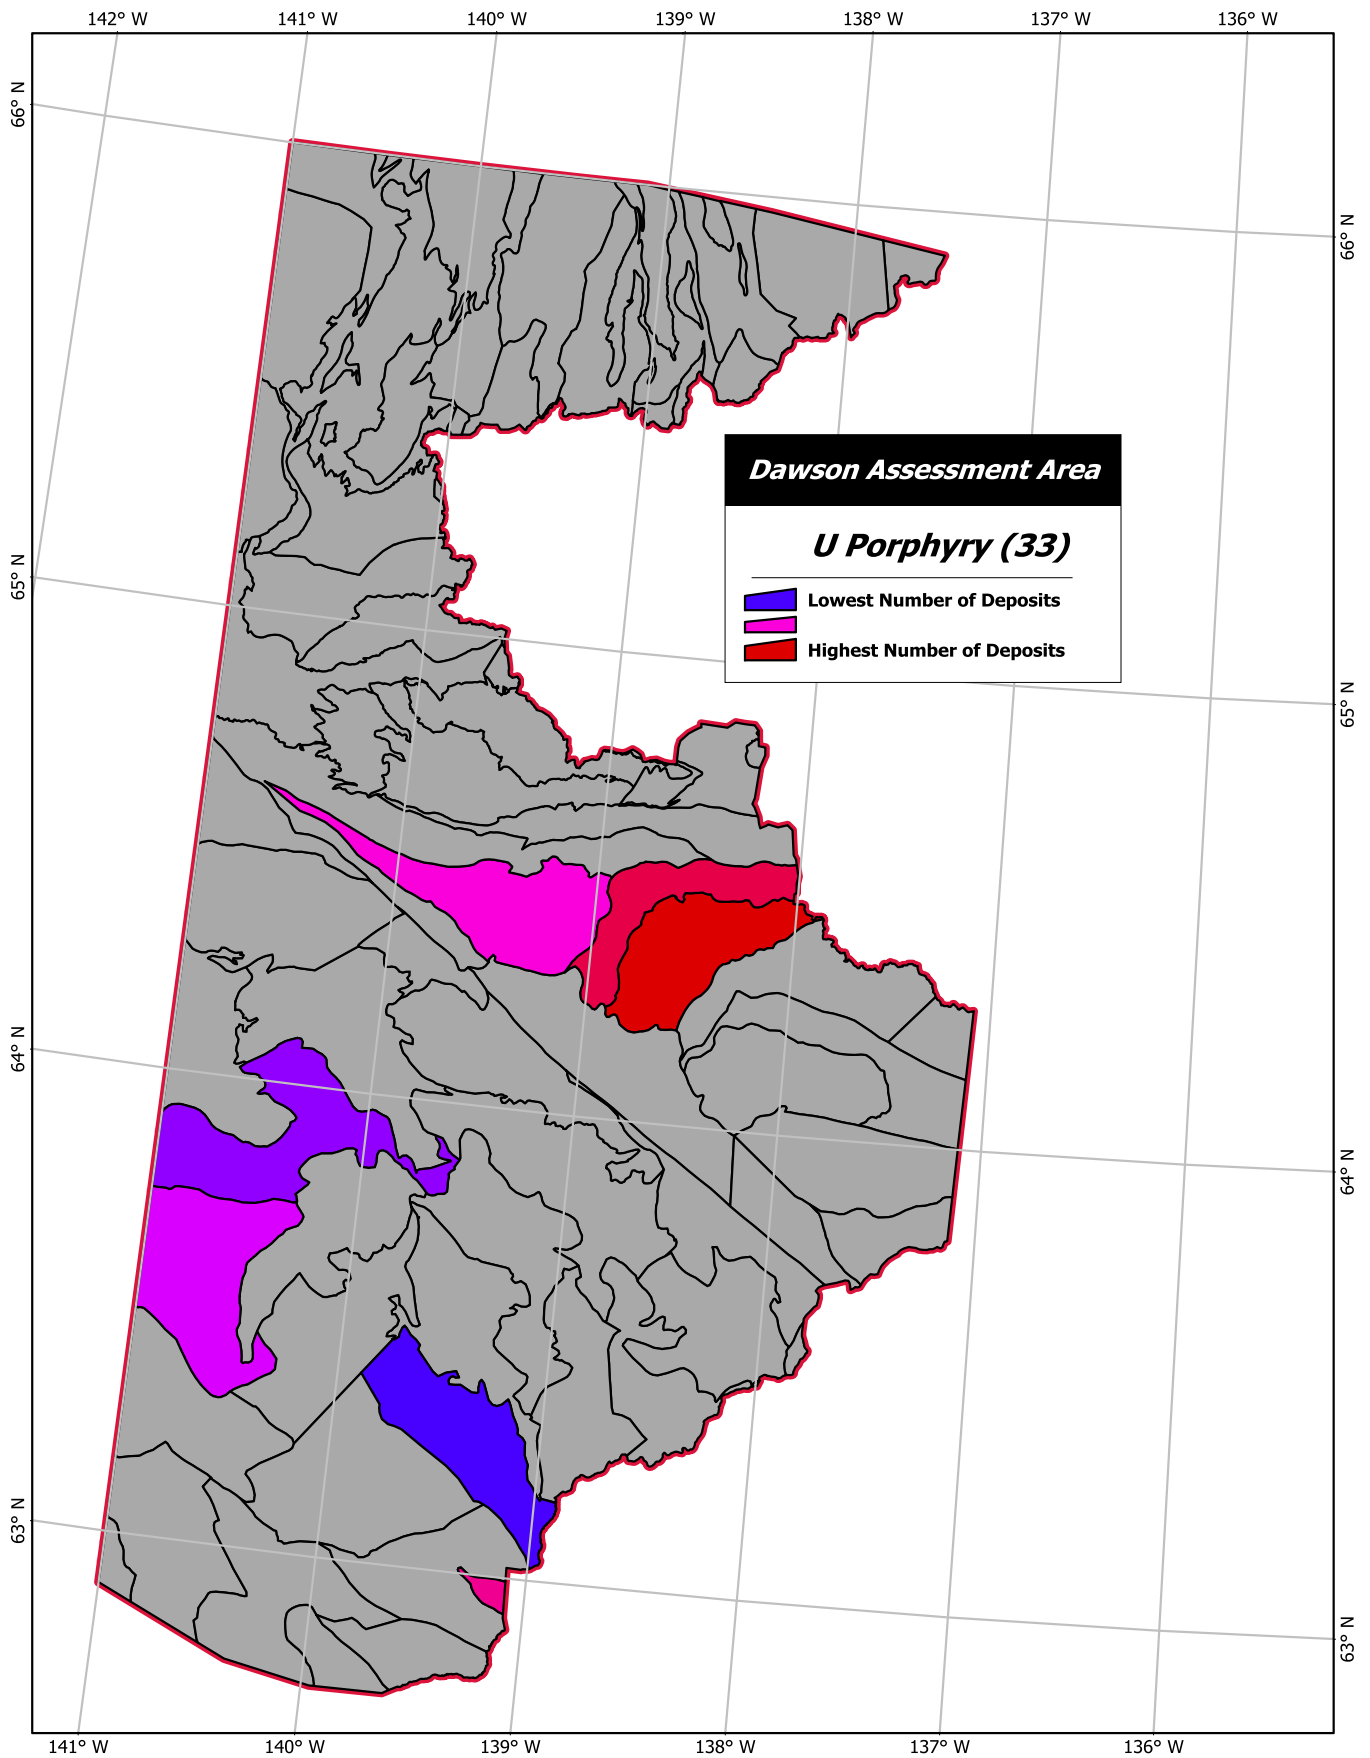 142° W 141° W 140° W 139° W 138° W 137° W 136° W
66° N
66° N
Dawson Assessment Area
U Porphyry (33)
65° N
Lowest Number of Deposits
Highest Number of Deposits
65° N
64° N
64° N
63° N
63° N
141° W 140° W 139° W 138° W 137° W 136° W